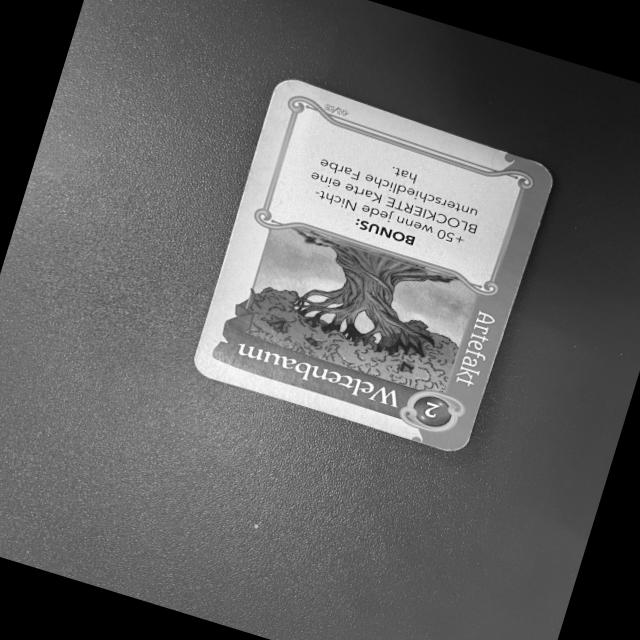 2
Weltenbaum
Artefakt
BONUS:
+50 wenn jede Nicht-
BLOCKIERTE Karte eine
unterschiedliche Farbe
hat.